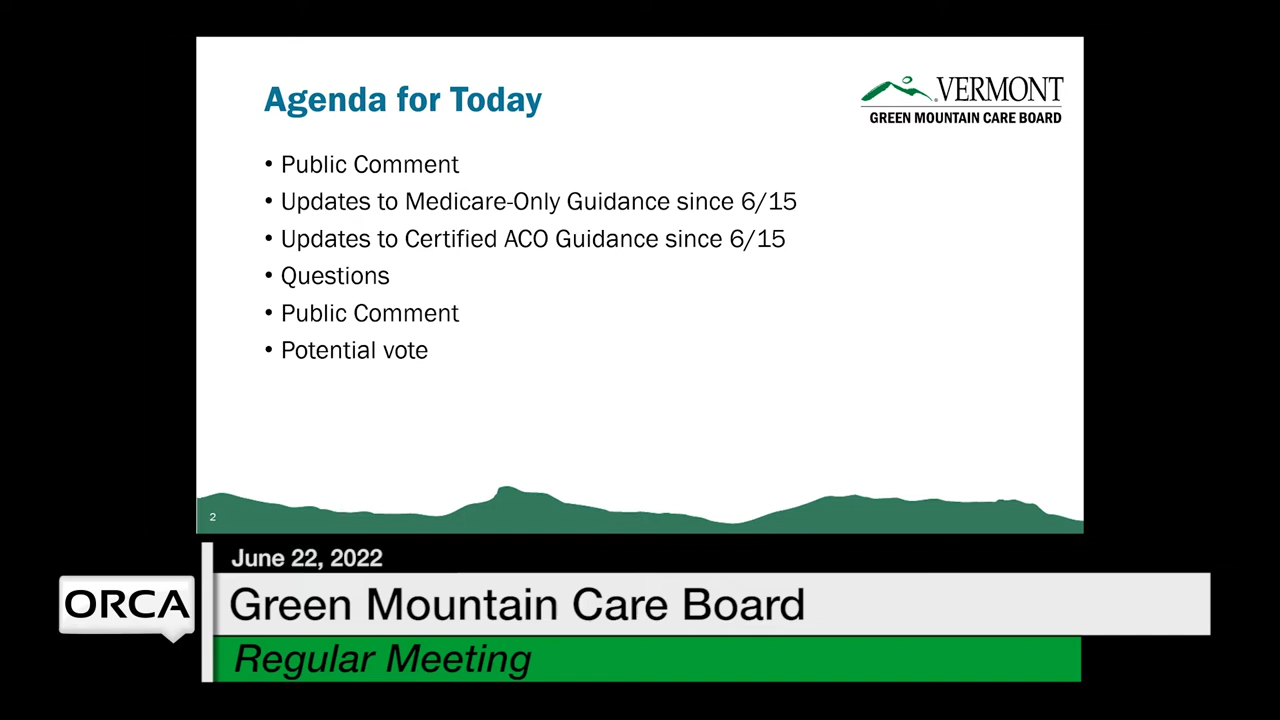 Agenda for Today
VERMONT
GREEN MOUNTAIN CARE BOARD
• Public Comment
• Updates to Medicare-Only Guidance since 6/15
• Updates to Certified ACO Guidance since 6/15
• Questions
• Public Comment
• Potential vote
2
June 22, 2022
ORCA
Green Mountain Care Board
Regular Meeting